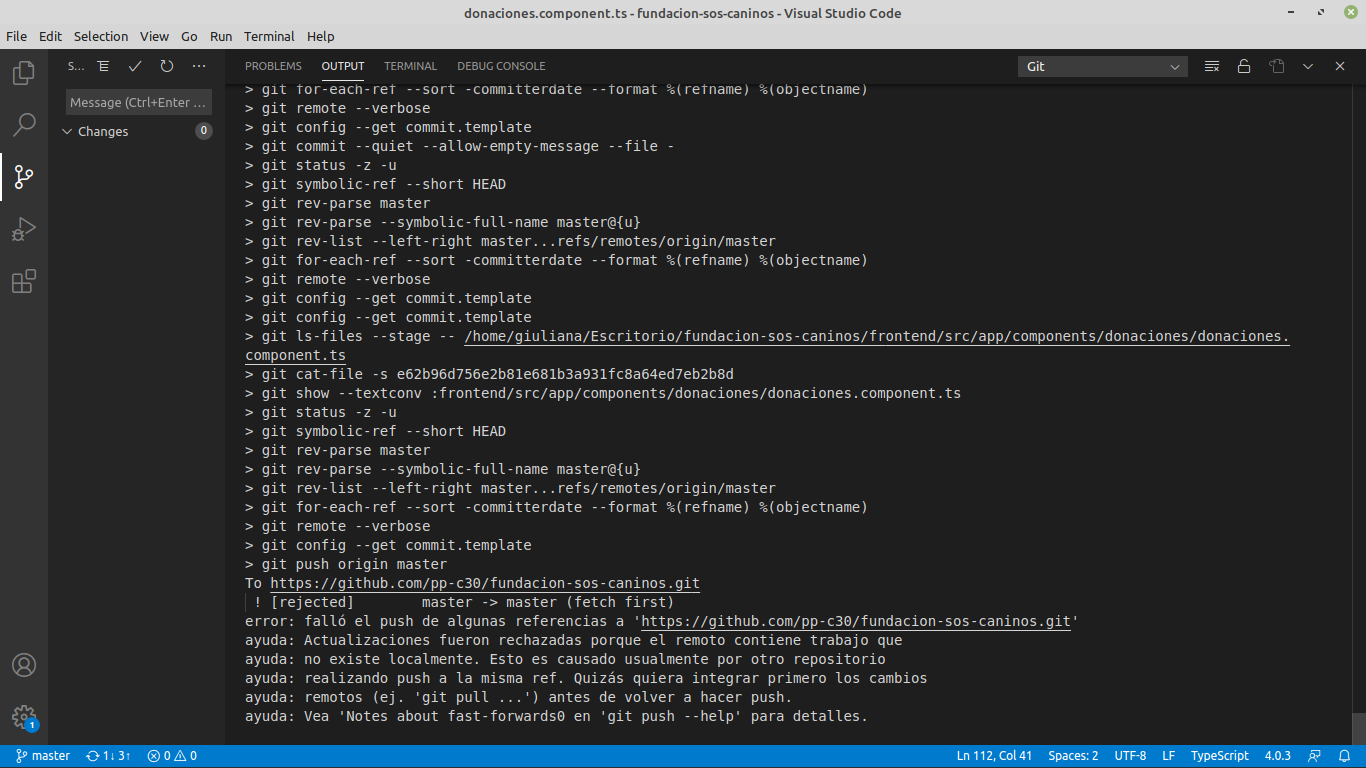 donaciones.component.ts - fundacion-sos-caninos - Visual Studio Code
File Edit Selection View Go Run Terminal Help
S...
PROBLEMS OUTPUT TERMINAL DEBUG CONSOLE
Git
Message (Ctrl+Enter ...
Changes 0
> git for-each-ref --sort -committerdate --format %(refname) %(objectname)
> git remote --verbose
> git config --get commit.template
> git commit --quiet --allow-empty-message --file -
> git status -z -u
> git symbolic-ref --short HEAD
> git rev-parse master
> git rev-parse --symbolic-full-name master@{u}
> git rev-list --left-right master...refs/remotes/origin/master
> git for-each-ref --sort -committerdate --format %(refname) %(objectname)
> git remote --verbose
> git config --get commit.template
> git config --get commit.template
> git ls-files --stage -- /home/giuliana/Escritorio/fundacion-sos-caninos/frontend/src/app/components/donaciones/donaciones.
component.ts
> git cat-file -s e62b96d756e2b81e681b3a931fc8a64ed7eb2b8d
> git show --textconv :frontend/src/app/components/donaciones/donaciones.component.ts
> git status -z -u
> git symbolic-ref --short HEAD
> git rev-parse master
> git rev-parse --symbolic-full-name master@{u}
> git rev-list --left-right master...refs/remotes/origin/master
> git for-each-ref --sort -committerdate --format %(refname) %(objectname)
> git remote --verbose
> git config --get commit.template
> git push origin master
To https://github.com/pp-c30/fundacion-sos-caninos.git
! [rejected] master -> master (fetch first)
error: falló el push de algunas referencias a 'https://github.com/pp-c30/fundacion-sos-caninos.git'
ayuda: Actualizaciones fueron rechazadas porque el remoto contiene trabajo que
ayuda: no existe localmente. Esto es causado usualmente por otro repositorio
ayuda: realizando push a la misma ref. Quizás quiera integrar primero los cambios
ayuda: remotos (ej. 'git pull ...') antes de volver a hacer push.
ayuda: Vea 'Notes about fast-forwards0 en 'git push --help' para detalles.
1
master 1↓ 3↑ 0 0 Ln 112, Col 41 Spaces: 2 UTF-8 LF TypeScript 4.0.3